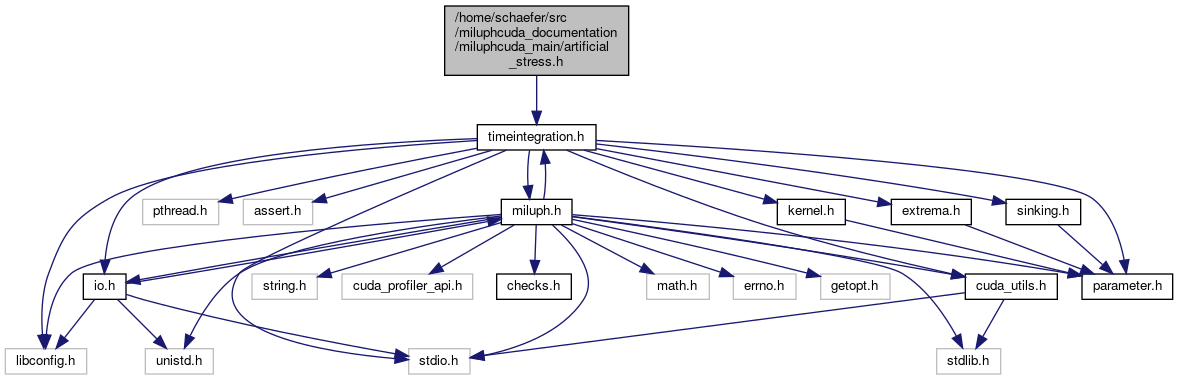 /home/schaefer/src
/miluphcuda_documentation
/miluphcuda_main/artificial
_stress.h
timeintegration.h
pthread.h
assert.h
miluph.h
kernel.h
extrema.h
sinking.h
io.h
string.h
cuda_profiler_api.h
checks.h
math.h
errno.h
getopt.h
cuda_utils.h
parameter.h
libconfig.h
unistd.h
stdio.h
stdlib.h